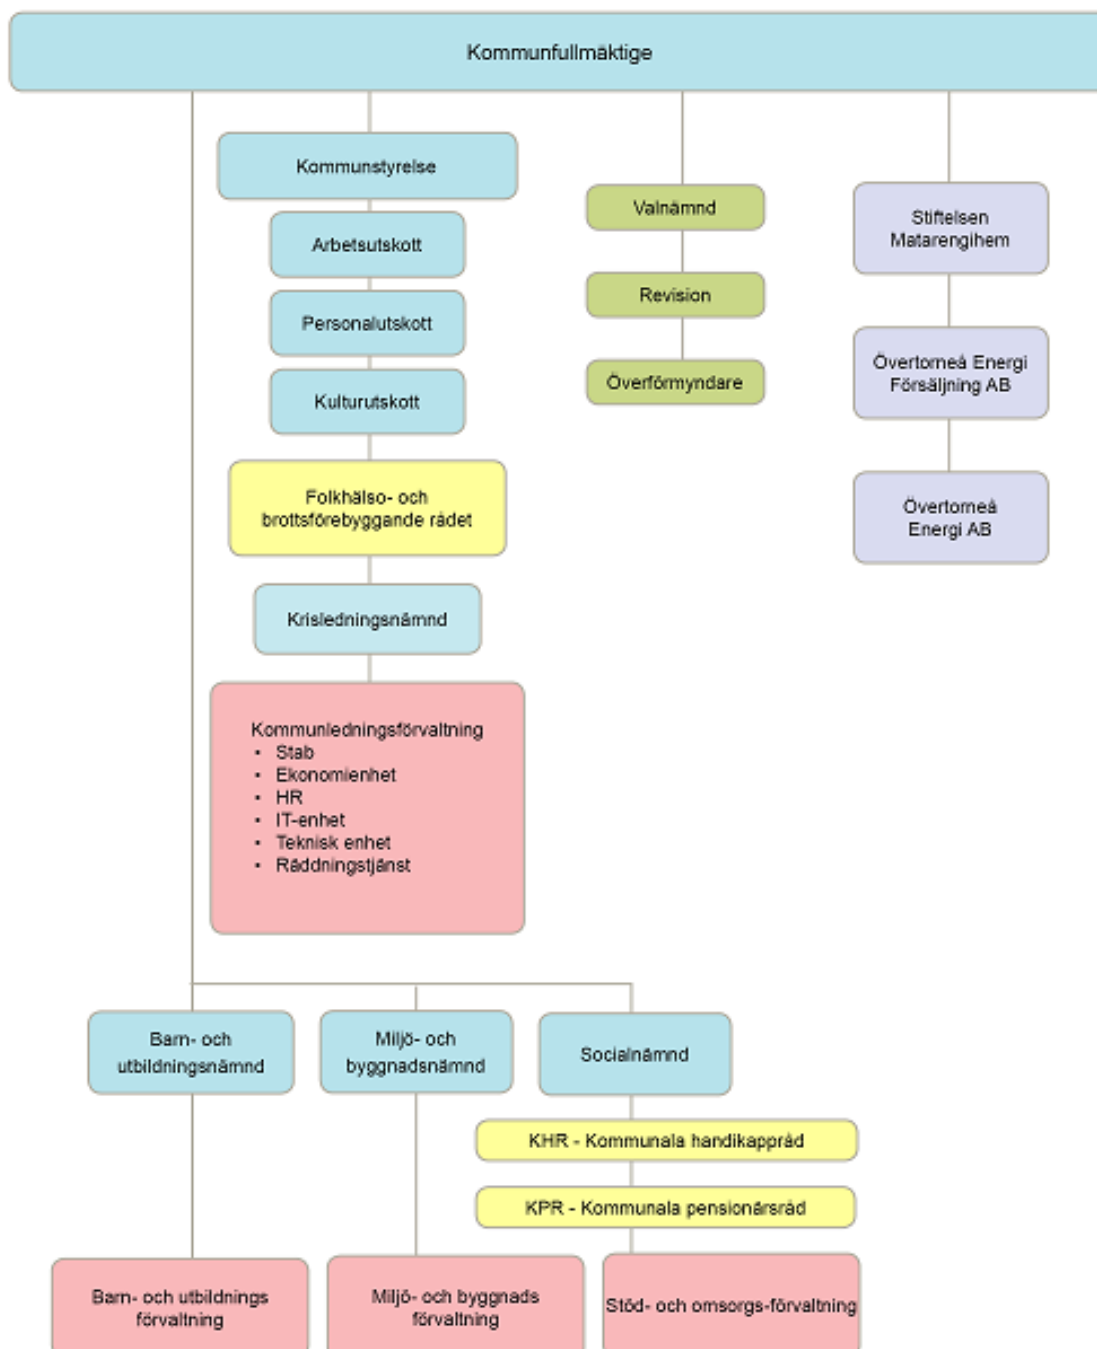 Kommunfullmäktige
Kommunstyrelse
Arbetsutskott
Personalutskott
Kulturutskott
Folkhälso- och
brottsförebyggande rådet
Krisledningsnämnd
Kommunledningsförvaltning
▪ Stab
▪ Ekonomienhet
▪ HR
▪ IT-enhet
▪ Teknisk enhet
▪ Räddningstjänst
Valnämnd
Revision
Överförmyndare
Stiftelsen
Matarengihem
Övertorneå Energi
Försäljning AB
Övertorneå
Energi AB
Barn- och
utbildningsnämnd
Miljö- och
byggnadsnämnd
Socialnämnd
KHR - Kommunala handikappråd
KPR - Kommunala pensionärsråd
Barn- och utbildnings
förvaltning
Miljö- och byggnads
förvaltning
Stöd- och omsorgs-förvaltning